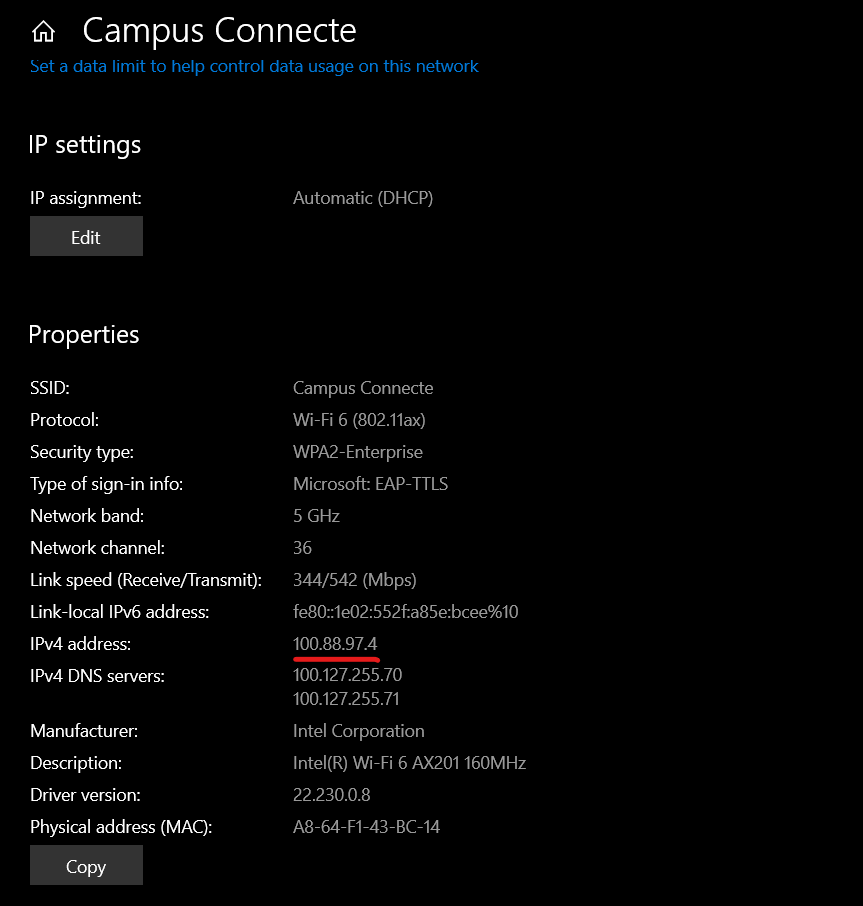 Campus Connecte
Set a data limit to help control data usage on this network
IP settings
IP assignment: Automatic (DHCP)
Edit
Properties
SSID: Campus Connecte
Protocol: Wi-Fi 6 (802.11ax)
Security type: WPA2-Enterprise
Type of sign-in info: Microsoft: EAP-TTLS
Network band: 5 GHz
Network channel: 36
Link speed (Receive/Transmit): 344/542 (Mbps)
Link-local IPv6 address: fe80::1e02:552f:a85e:bcee%10
IPv4 address: 100.88.97.4
IPv4 DNS servers: 100.127.255.70
100.127.255.71
Manufacturer: Intel Corporation
Description: Intel(R) Wi-Fi 6 AX201 160MHz
Driver version: 22.230.0.8
Physical address (MAC): A8-64-F1-43-BC-14
Copy